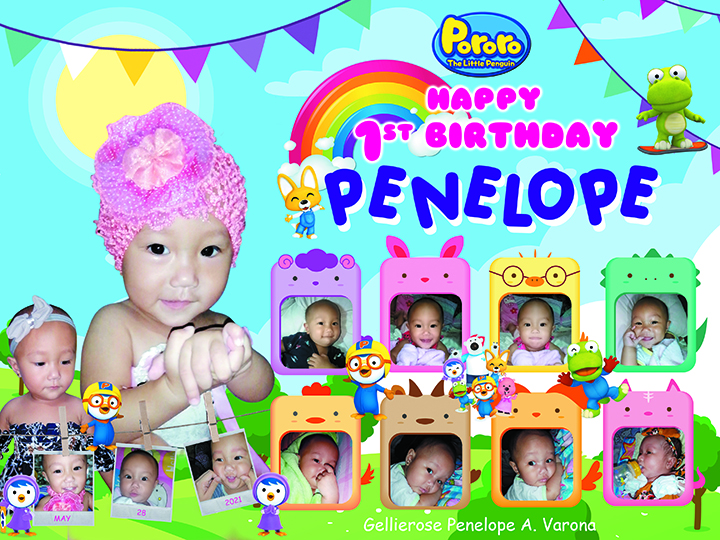 Pororo
The Little Penguin
HAPPY
1ST BIRTHDAY
PENELOPE
MAY
28
2021
Gellierose Penelope A. Varona